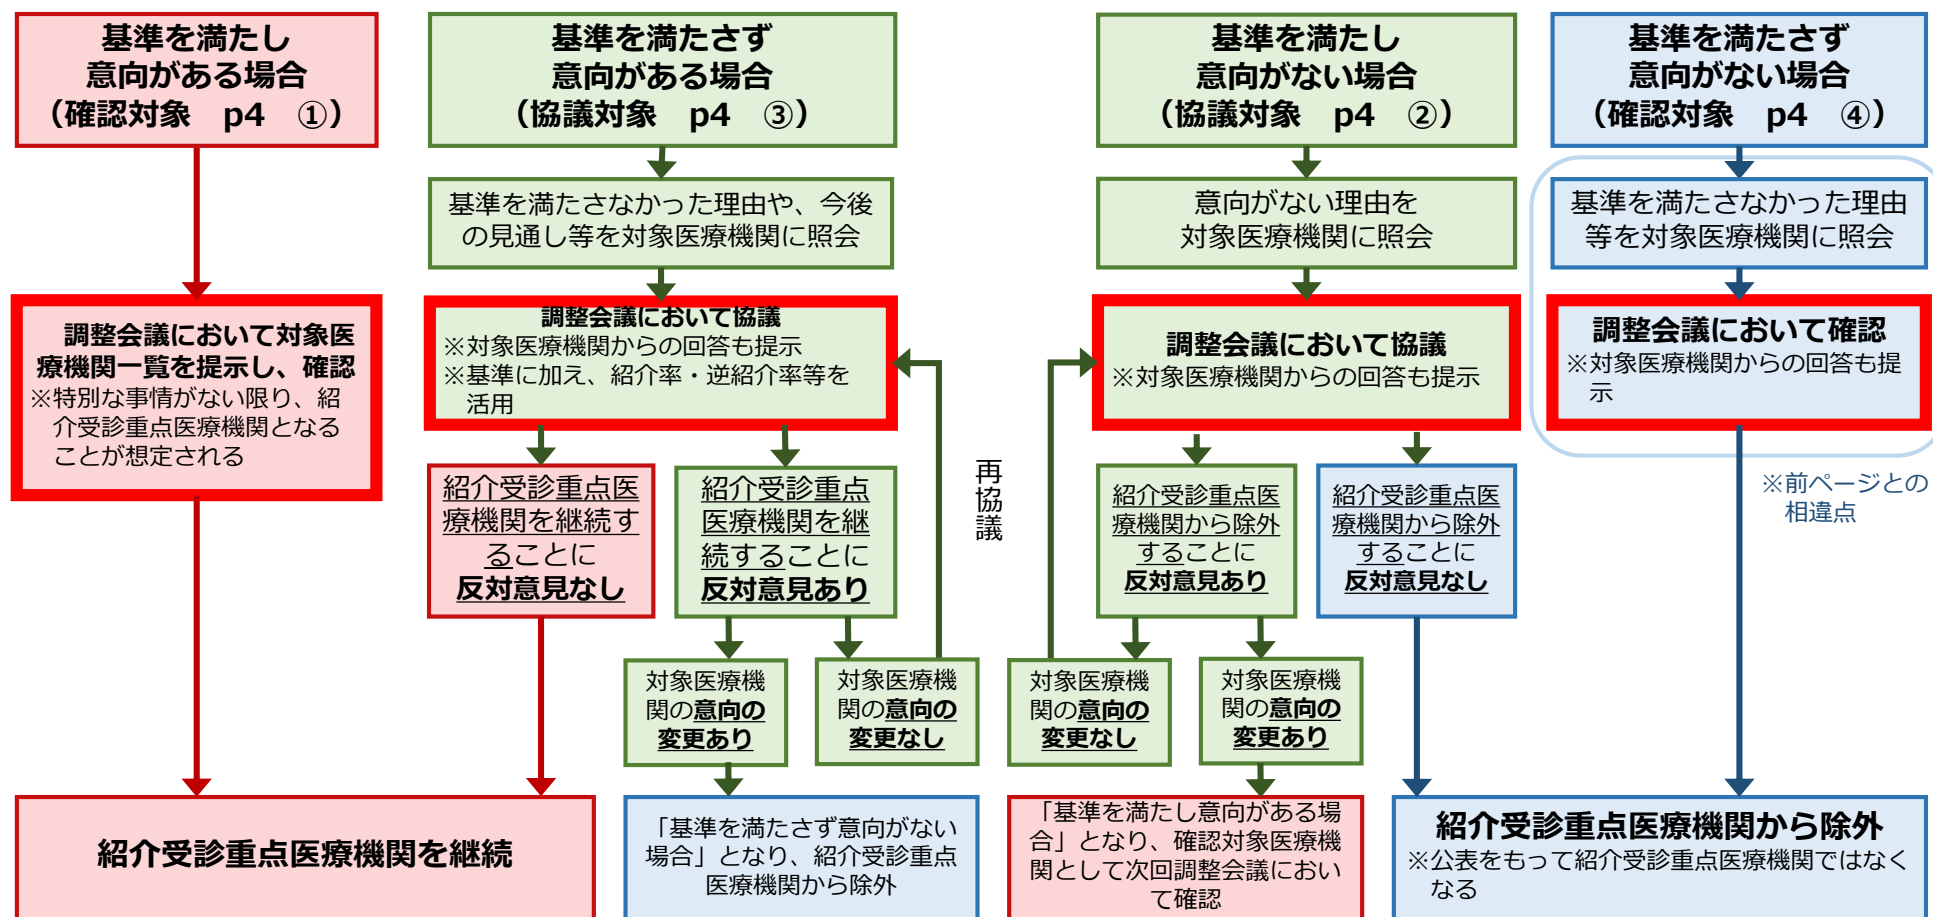 基準を満たし
意向がある場合
（確認対象　p4　①）
基準を満たさず
意向がある場合
（協議対象　p4　③）
基準を満たし
意向がない場合
（協議対象　p4　②）
基準を満たさず
意向がない場合
（確認対象　p4　④）
基準を満たさなかった理由や、今後
の見通し等を対象医療機関に照会
意向がない理由を
対象医療機関に照会
基準を満たさなかった理由
等を対象医療機関に照会
調整会議において対象医
療機関一覧を提示し、確認
※特別な事情がない限り、紹
介受診重点医療機関となる
ことが想定される
調整会議において協議
※対象医療機関からの回答も提示
※基準に加え、紹介率・逆紹介率等を
活用
調整会議において協議
※対象医療機関からの回答も提示
調整会議において確認
※対象医療機関からの回答も提
示
紹介受診重点医
療機関を継続す
ることに
反対意見なし
紹介受診重点
医療機関を継
続することに
反対意見あり
再協議
紹介受診重点医
療機関から除外
することに
反対意見あり
紹介受診重点医
療機関から除外
することに
反対意見なし
※前ページとの
相違点
対象医療機
関の意向の
変更あり
対象医療機
関の意向の
変更なし
対象医療機
関の意向の
変更なし
対象医療機
関の意向の
変更あり
紹介受診重点医療機関を継続
「基準を満たさず意向がない
場合」となり、紹介受診重点
医療機関から除外
「基準を満たし意向がある場
合」となり、確認対象医療機
関として次回調整会議におい
て確認
紹介受診重点医療機関から除外
※公表をもって紹介受診重点医療機関ではなく
なる